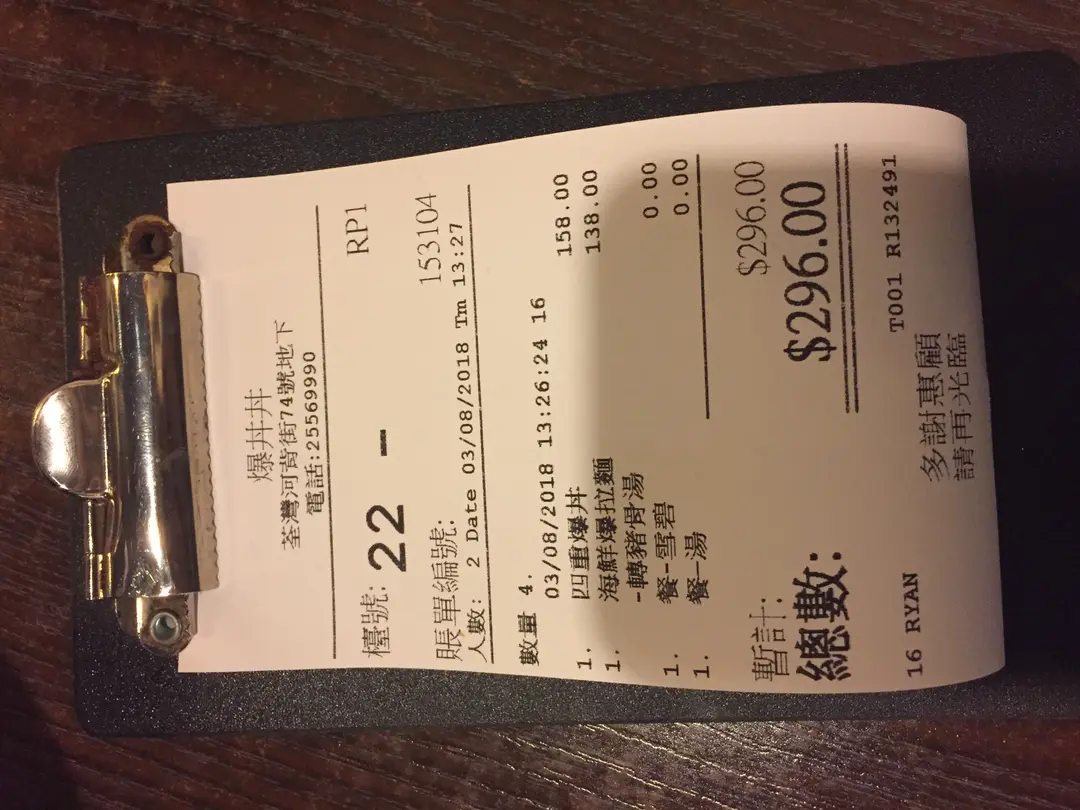 爆丼丼
荃灣河背街74號地下
電話:25569990
檯號: 22 - RP1
賬單編號: 153104
人數: 2 Date 03/08/2018 Tm 13:27
數量 4.
03/08/2018 13:26:24 16
1. 四重爆丼 158.00
1. 海鮮爆拉麵 138.00
-轉豬骨湯
1. 餐-雪碧 0.00
1. 餐-湯 0.00
暫計: $296.00
總數: $296.00
16 RYAN T001 R132491
多謝惠顧
請再光臨